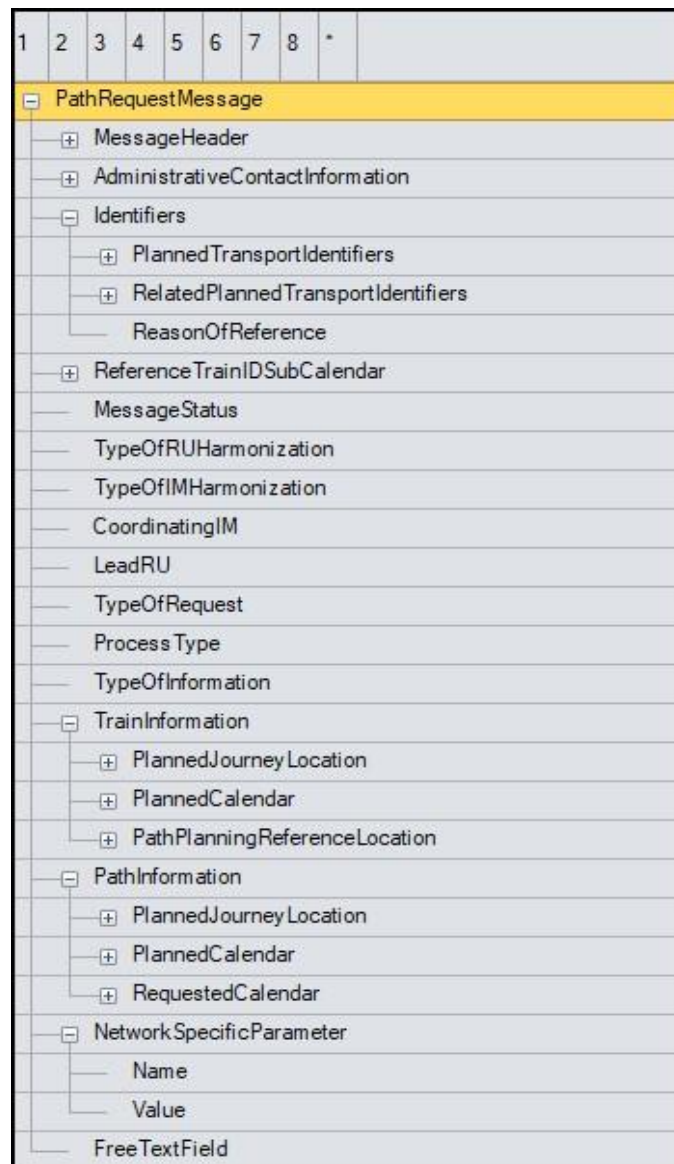 1 2 3 4 5 6 7 8 *
PathRequestMessage
MessageHeader
AdministrativeContactInformation
Identifiers
PlannedTransportIdentifiers
RelatedPlannedTransportIdentifiers
ReasonOfReference
ReferenceTrainIDSubCalendar
MessageStatus
TypeOfRUHarmonization
TypeOfIMHarmonization
CoordinatingIM
LeadRU
TypeOfRequest
ProcessType
TypeOfInformation
TrainInformation
PlannedJourneyLocation
PlannedCalendar
PathPlanningReferenceLocation
PathInformation
PlannedJourneyLocation
PlannedCalendar
RequestedCalendar
NetworkSpecificParameter
Name
Value
FreeTextField